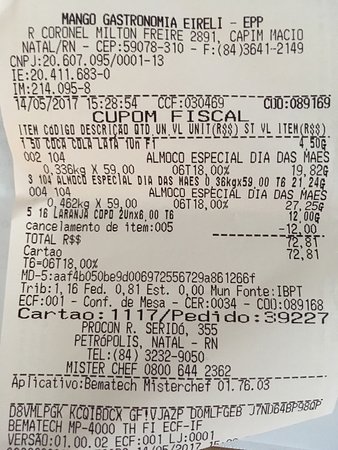 MANGO GASTRONOMIA EIRELI - EPP
R CORONEL MILTON FREIRE 2891, CAPIM MACIO
NATAL/RN - CEP:59078-310 - F:(84)3641-2149
CNPJ:20.607.095/0001-13
IE:20.411.683-0
IM:214.095-8
14/05/2017 15:28:54 CCF:030469 COO:089169
CUPOM FISCAL
ITEM CODIGO DESCRIÇÃO QTD UN VL UNIT(R$) ST VL ITEM(R$)
1 50 COCA COLA LATA 1Un F1 4,50G
002 104 ALMOCO ESPECIAL DIA DAS MAES
0,336kg X 59,00 06T18,00% 19,82G
3 104 ALMOCO ESPECIAL DIA DAS MAES 0,36kgx59,00 T6 21,24G
004 104 ALMOCO ESPECIAL DIA DAS MAES
0,462kg X 59,00 06T18,00% 27,25G
5 16 LARANJA COPO 2Unx6,00 T6 12,00G
cancelamento de item:005 -12,00
TOTAL R$ 72,81
Cartao 72,81
T6=06T18,00%
MD-5:aaf4b050be9d006972556729a861266f
Trib:1,16 Fed 0,81 Est. 0,00 Mun Fonte:IBPT
ECF:001 - Conf. de Mesa - CER:0034 - COO:089168
Cartao:1117/Pedido:39227
PROCON R. SERIDÓ, 355
PETRÓPOLIS, NATAL - RN
TEL:(84) 3232-9050
MISTER CHEF 0800 644 2362
Aplicativo:Bematech Misterchef 01.76.03
BEMATECH MP-4000 TH FI ECF-IF
VERSÃO:01.00.02 ECF:001 LJ:0001